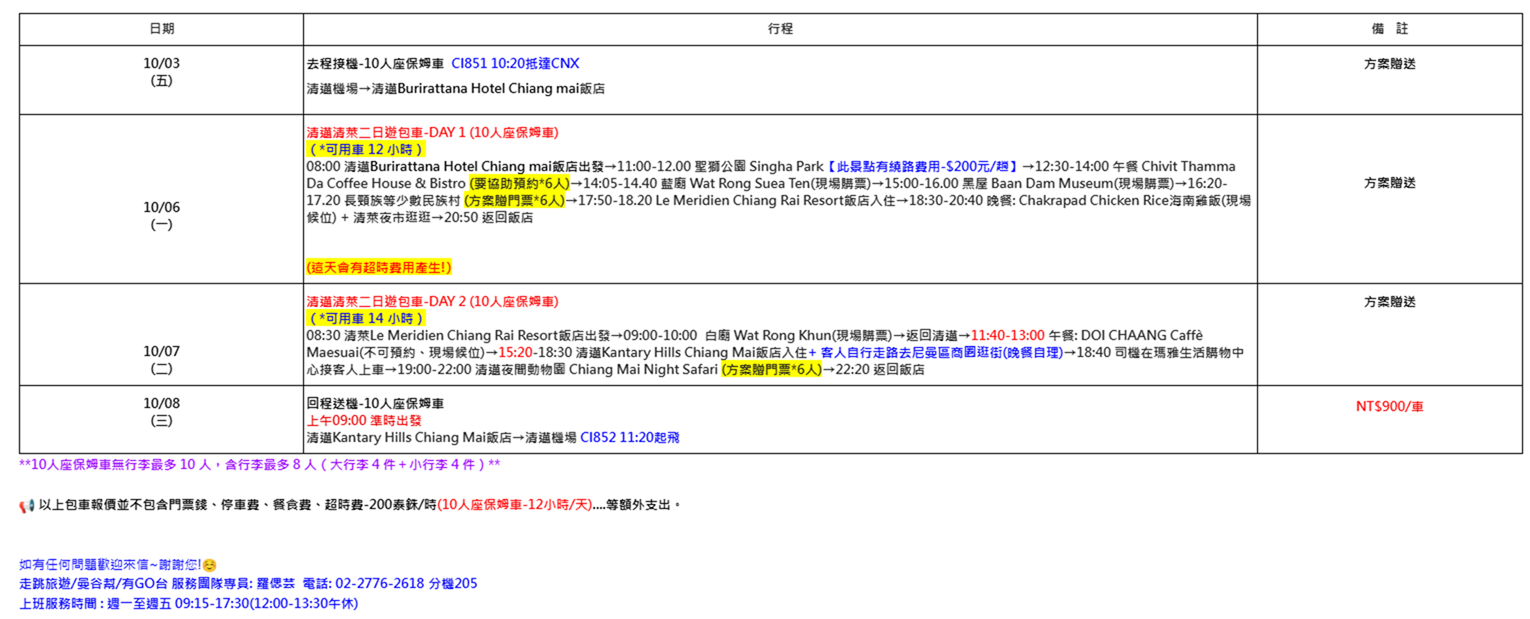 日期 行程 備 註
10/03
(五)
去程接機-10人座保姆車 CI851 10:20抵達CNX
清邁機場→清邁Burirattana Hotel Chiang mai飯店
方案贈送
10/06
(一)
清邁清萊二日遊包車-DAY 1 (10人座保姆車)
（*可用車 12 小時）
08:00 清邁Burirattana Hotel Chiang mai飯店出發→11:00-12.00 聖獅公園 Singha Park【此景點有繞路費用-$200元/趟】→12:30-14:00 午餐 Chivit Thamma
Da Coffee House & Bistro (要協助預約*6人)→14:05-14.40 藍廟 Wat Rong Suea Ten(現場購票)→15:00-16.00 黑屋 Baan Dam Museum(現場購票)→16:20-
17.20 長頸族等少數民族村 (方案贈門票*6人)→17:50-18.20 Le Meridien Chiang Rai Resort飯店入住→18:30-20:40 晚餐: Chakrapad Chicken Rice海南雞飯(現場
候位) + 清萊夜市逛逛→20:50 返回飯店
(這天會有超時費用產生!)
方案贈送
10/07
(二)
清邁清萊二日遊包車-DAY 2 (10人座保姆車)
（*可用車 14 小時）
08:30 清萊Le Meridien Chiang Rai Resort飯店出發→09:00-10:00 白廟 Wat Rong Khun(現場購票)→返回清邁→11:40-13:00 午餐: DOI CHAANG Caffè
Maesuai(不可預約、現場候位)→15:20-18:30 清邁Kantary Hills Chiang Mai飯店入住+ 客人自行走路去尼曼區商圈逛街(晚餐自理)→18:40 司機在瑪雅生活購物中
心接客人上車→19:00-22:00 清邁夜間動物園 Chiang Mai Night Safari (方案贈門票*6人)→22:20 返回飯店
方案贈送
10/08
(三)
回程送機-10人座保姆車
上午09:00 準時出發
清邁Kantary Hills Chiang Mai飯店→清邁機場 CI852 11:20起飛
NT$900/車
**10人座保姆車無行李最多 10 人，含行李最多 8 人（大行李 4 件＋小行李 4 件）**
📢 以上包車報價並不包含門票錢、停車費、餐食費、超時費-200泰銖/時(10人座保姆車-12小時/天)....等額外支出。
如有任何問題歡迎來信~謝謝您!☺️
走跳旅遊/曼谷幫/有GO台 服務團隊專員: 羅偲芸 電話: 02-2776-2618 分機205
上班服務時間 : 週一至週五 09:15-17:30(12:00-13:30午休)